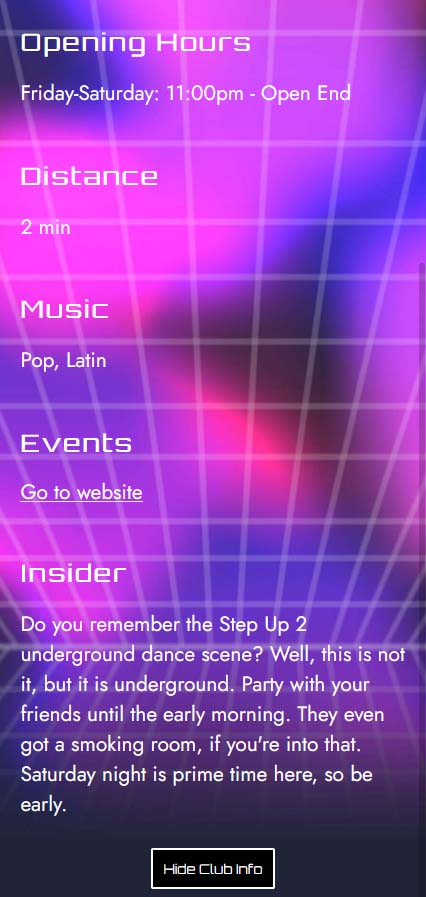 Opening Hours
Friday-Saturday: 11:00pm - Open End
Distance
2 min
Music
Pop, Latin
Events
Go to website
Insider
Do you remember the Step Up 2
underground dance scene? Well, this is not
it, but it is underground. Party with your
friends until the early morning. They even
got a smoking room, if you're into that.
Saturday night is prime time here, so be
early.
Hide Club Info